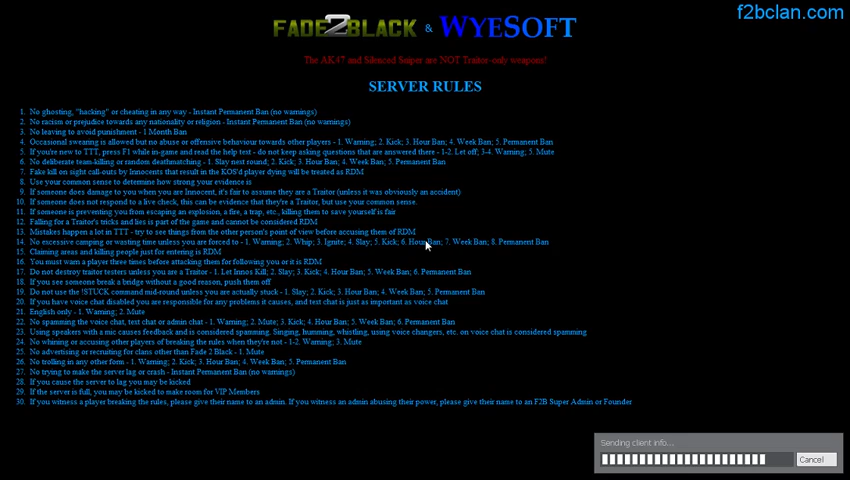 f2bclan.com
FADE2BLACK & WYESOFT
The AK47 and Silenced Sniper are NOT Traitor-only weapons!
SERVER RULES
1. No ghosting, "hacking" or cheating in any way - Instant Permanent Ban (no warnings)
2. No racism or prejudice towards any nationality or religion - Instant Permanent Ban (no warnings)
3. No leaving to avoid punishment - 1 Month Ban
4. Occasional swearing is allowed but no abuse or offensive behaviour towards other players - 1. Warning; 2. Kick; 3. Hour Ban; 4. Week Ban; 5. Permanent Ban
5. If you're new to TTT, press F1 while in-game and read the help text - do not keep asking questions that are answered there - 1-2. Let off; 3-4. Warning; 5. Mute
6. No deliberate team-killing or random deathmatching - 1. Slay next round; 2. Kick; 3. Hour Ban; 4. Week Ban; 5. Permanent Ban
7. Fake kill on sight call-outs by Innocents that result in the KOS'd player dying will be treated as RDM
8. Use your common sense to determine how strong your evidence is
9. If someone does damage to you when you are Innocent, it's fair to assume they are a Traitor (unless it was obviously an accident)
10. If someone does not respond to a live check, this can be evidence that they're a Traitor, but use your common sense.
11. If someone is preventing you from escaping an explosion, a fire, a trap, etc., killing them to save yourself is fair
12. Falling for a Traitor's tricks and lies is part of the game and cannot be considered RDM
13. Mistakes happen a lot in TTT - try to see things from the other person's point of view before accusing them of RDM
14. No excessive camping or wasting time unless you are forced to - 1. Warning; 2. Whip; 3. Ignite; 4. Slay; 5. Kick; 6. Hour Ban; 7. Week Ban; 8. Permanent Ban
15. Claiming areas and killing people just for entering is RDM
16. You must warn a player three times before attacking them for following you or it is RDM
17. Do not destroy traitor testers unless you are a Traitor - 1. Let Innos Kill; 2. Slay; 3. Kick; 4. Hour Ban; 5. Week Ban; 6. Permanent Ban
18. If you see someone break a bridge without a good reason, push them off
19. Do not use the !STUCK command mid-round unless you are actually stuck - 1. Slay; 2. Kick; 3. Hour Ban; 4. Week Ban; 5. Permanent Ban
20. If you have voice chat disabled you are responsible for any problems it causes, and text chat is just as important as voice chat
21. English only - 1. Warning; 2. Mute
22. No spamming the voice chat, text chat or admin chat - 1. Warning; 2. Mute; 3. Kick; 4. Hour Ban; 5. Week Ban; 6. Permanent Ban
23. Using speakers with a mic causes feedback and is considered spamming. Singing, humming, whistling, using voice changers, etc. on voice chat is considered spamming
24. No whining or accusing other players of breaking the rules when they're not - 1-2. Warning; 3. Mute
25. No advertising or recruiting for clans other than Fade 2 Black - 1. Mute
26. No trolling in any other form - 1. Warning; 2. Kick; 3. Hour Ban; 4. Week Ban; 5. Permanent Ban
27. No trying to make the server lag or crash - Instant Permanent Ban (no warnings)
28. If you cause the server to lag you may be kicked
29. If the server is full, you may be kicked to make room for VIP Members
30. If you witness a player breaking the rules, please give their name to an admin. If you witness an admin abusing their power, please give their name to an F2B Super Admin or Founder
Sending client info...
Cancel